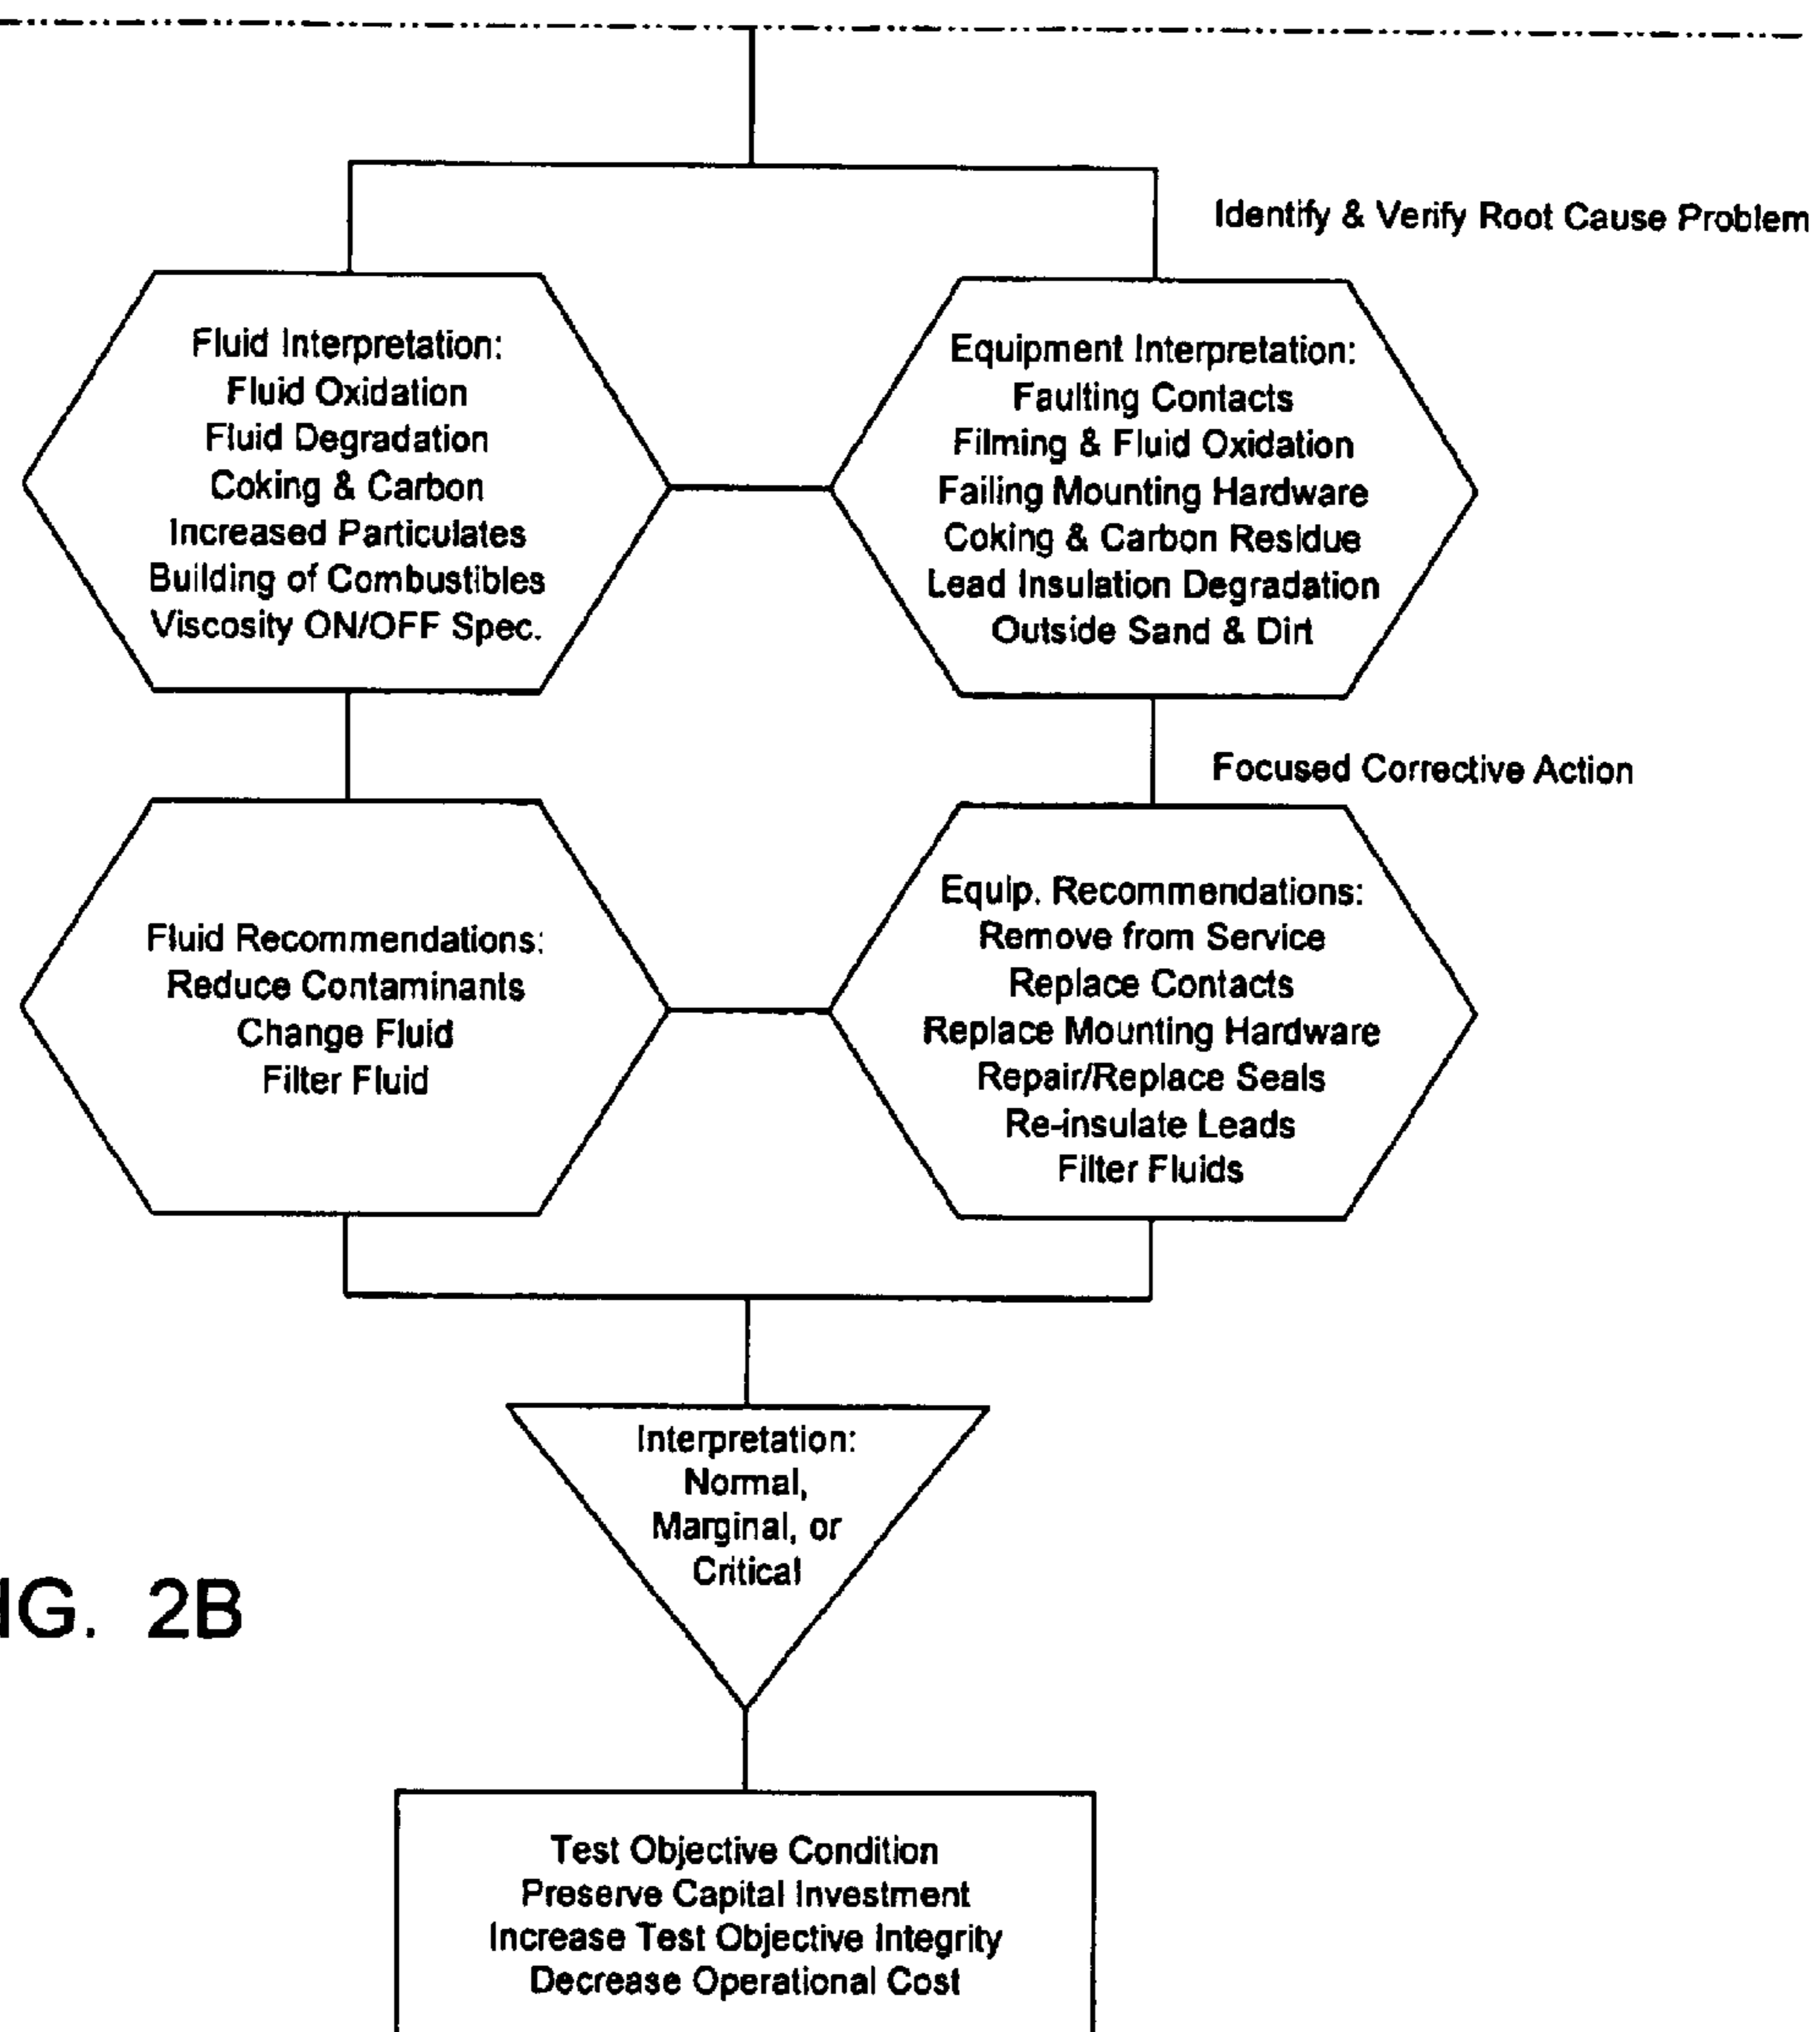 Identify & Verify Root Cause Problem
Fluid Interpretation:
Fluid Oxidation
Fluid Degradation
Coking & Carbon
Increased Particulates
Building of Combustibles
Viscosity ON/OFF Spec.
Equipment Interpretation:
Faulting Contacts
Filming & Fluid Oxidation
Failing Mounting Hardware
Coking & Carbon Residue
Lead Insulation Degradation
Outside Sand & Dirt
Focused Corrective Action
Fluid Recommendations:
Reduce Contaminants
Change Fluid
Filter Fluid
Equip. Recommendations:
Remove from Service
Replace Contacts
Replace Mounting Hardware
Repair/Replace Seals
Re-insulate Leads
Filter Fluids
Interpretation:
Normal,
Marginal, or
Critical
IG. 2B
Test Objective Condition
Preserve Capital Investment
Increase Test Objective Integrity
Decrease Operational Cost